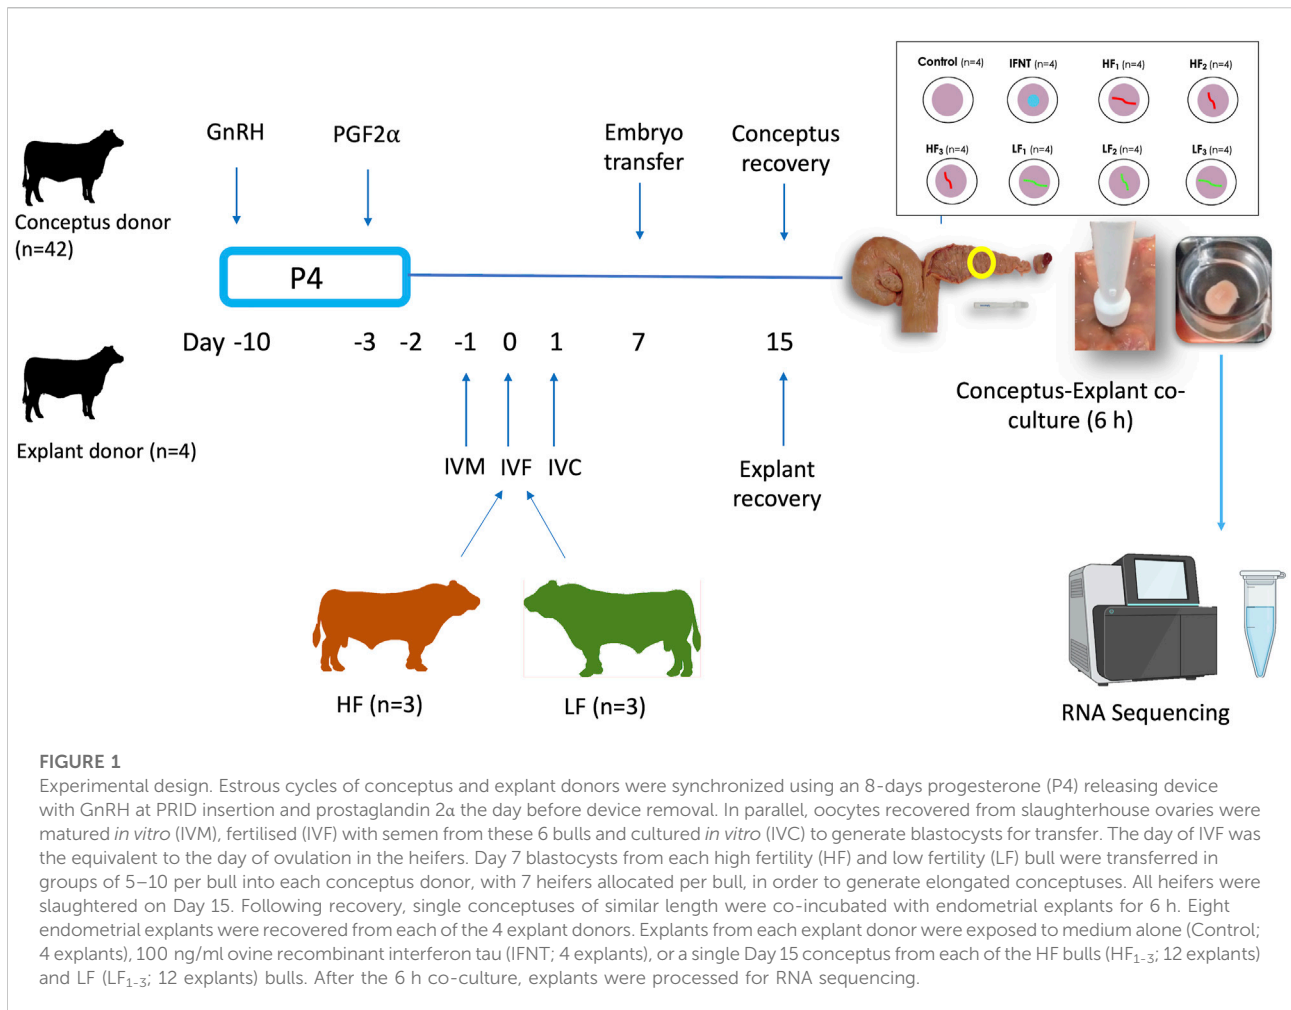 Control (n=4)
IFNT (n=4)
HF1 (n=4)
HF2 (n=4)
HF3 (n=4)
LF1 (n=4)
LF2 (n=4)
LF3 (n=4)
GnRH
PGF2α
Embryo
transfer
Conceptus
recovery
Conceptus donor
(n=42)
P4
Day -10
-3
-2
-1
0
1
7
15
Explant donor (n=4)
IVM
IVF
IVC
Explant
recovery
Conceptus-Explant co-
culture (6 h)
HF (n=3)
LF (n=3)
RNA Sequencing
FIGURE 1
Experimental design. Estrous cycles of conceptus and explant donors were synchronized using an 8-days progesterone (P4) releasing device
with GnRH at PRID insertion and prostaglandin 2α the day before device removal. In parallel, oocytes recovered from slaughterhouse ovaries were
matured in vitro (IVM), fertilised (IVF) with semen from these 6 bulls and cultured in vitro (IVC) to generate blastocysts for transfer. The day of IVF was
the equivalent to the day of ovulation in the heifers. Day 7 blastocysts from each high fertility (HF) and low fertility (LF) bull were transferred in
groups of 5–10 per bull into each conceptus donor, with 7 heifers allocated per bull, in order to generate elongated conceptuses. All heifers were
slaughtered on Day 15. Following recovery, single conceptuses of similar length were co-incubated with endometrial explants for 6 h. Eight
endometrial explants were recovered from each of the 4 explant donors. Explants from each explant donor were exposed to medium alone (Control;
4 explants), 100 ng/ml ovine recombinant interferon tau (IFNT; 4 explants), or a single Day 15 conceptus from each of the HF bulls (HF1-3; 12 explants)
and LF (LF1-3; 12 explants) bulls. After the 6 h co-culture, explants were processed for RNA sequencing.